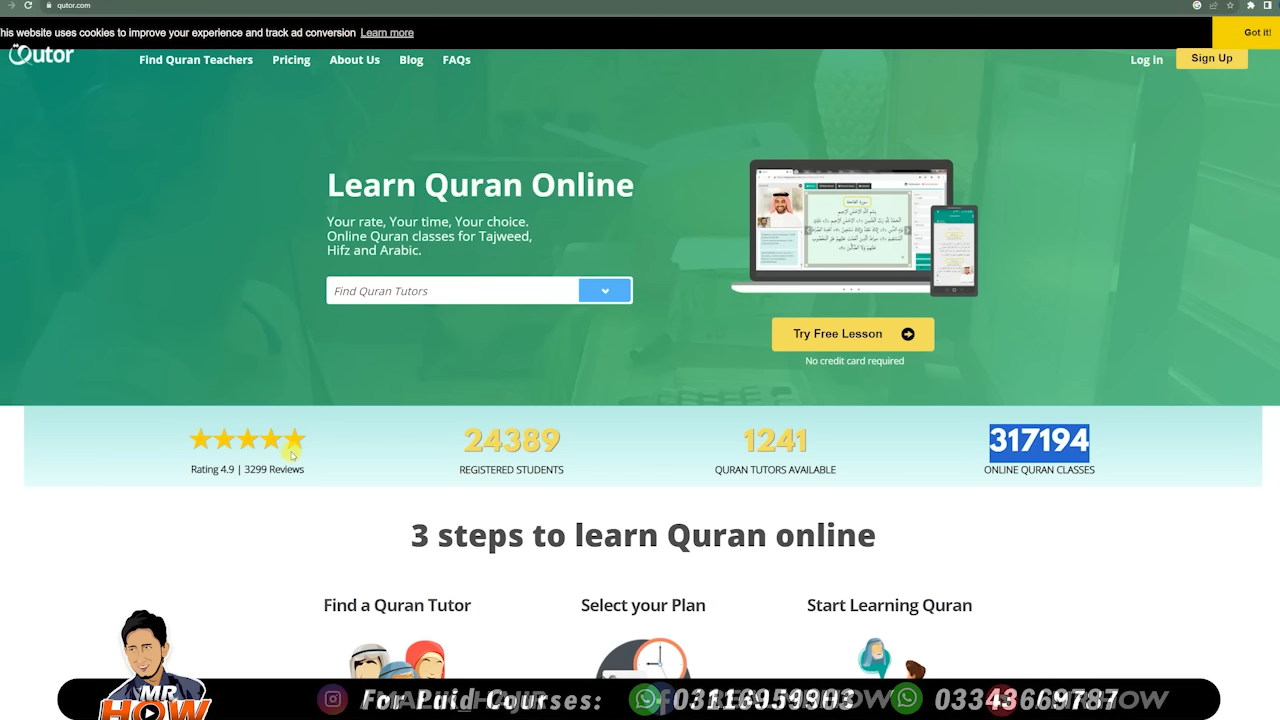 qutor.com
his website uses cookies to improve your experience and track ad conversion Learn more
Got it!
Qutor
Find Quran Teachers
Pricing
About Us
Blog
FAQs
Log in
Sign Up
Learn Quran Online
Your rate, Your time, Your choice.
Online Quran classes for Tajweed,
Hifz and Arabic.
Find Quran Tutors
Try Free Lesson
No credit card required
Rating 4.9 | 3299 Reviews
24389
REGISTERED STUDENTS
1241
QURAN TUTORS AVAILABLE
317194
ONLINE QURAN CLASSES
3 steps to learn Quran online
Find a Quran Tutor
Select your Plan
Start Learning Quran
MR
HOW
For Paid Courses:
03343669787